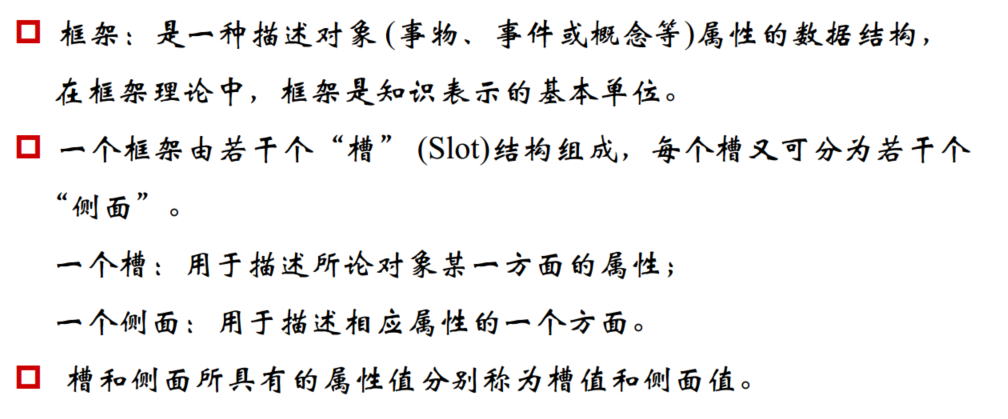 框架：是一种描述对象(事物、事件或概念等)属性的数据结构，
在框架理论中，框架是知识表示的基本单位。
一个框架由若干个“槽” (Slot)结构组成，每个槽又可分为若干个
“侧面”。
一个槽：用于描述所论对象某一方面的属性；
一个侧面：用于描述相应属性的一个方面。
槽和侧面所具有的属性值分别称为槽值和侧面值。